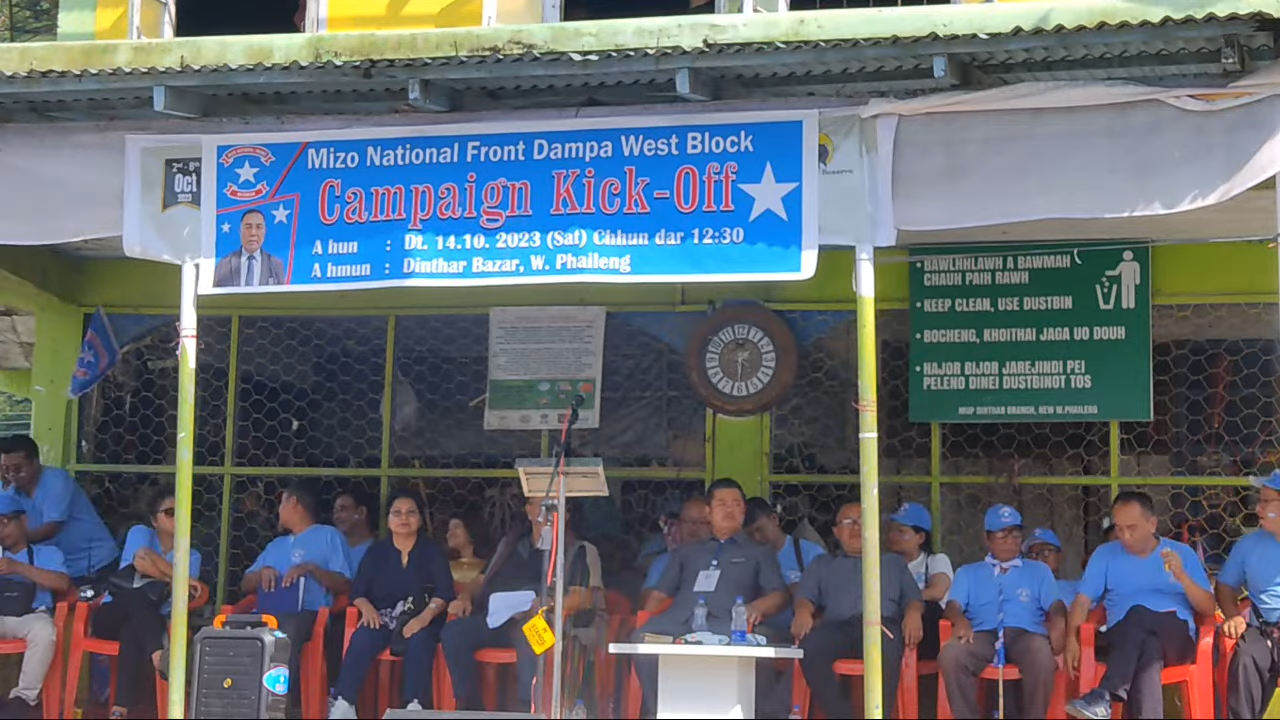 2nd - 8th
Oct
2023
Mizo National Front Dampa West Block
Campaign Kick-Off
A hun : Dt. 14.10. 2023 (Sat) Chhun dar 12:30
A hmun : Dinthar Bazar, W. Phaileng
• BAWLHHLAWH A BAWMAH
CHAUH PAIH RAWH
• KEEP CLEAN, USE DUSTBIN
• BOCHENG, KHOITHAI JAGA UO DOUH
• HAJOR BIJOR JAREJINDI PEI
PELENO DINEI DUSTBINOT TOS
MUP DINTHAR BRANCH, NEW W.PHAILENG